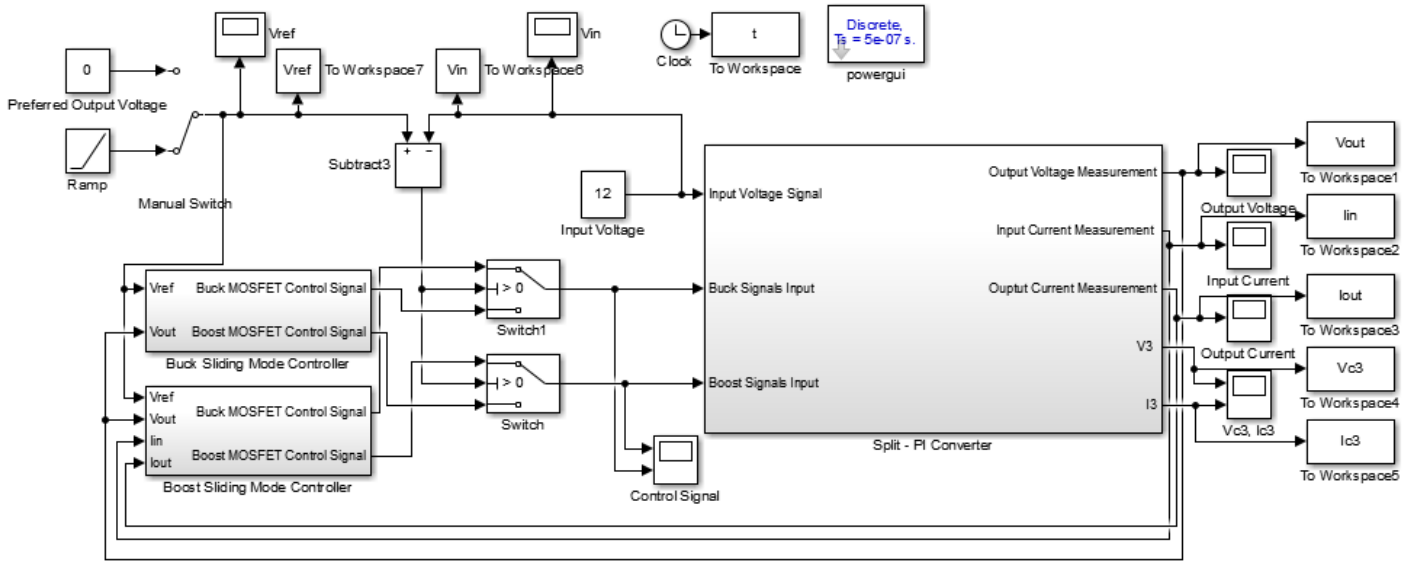 Vref
Vin
0
Preferred Output Voltage
Vref
To Workspace7
Vin
To Workspace6
Clock
t
To Workspace
Discrete,
Ts = 5e-07 s.
powergui
Ramp
Manual Switch
+ −
Subtract3
12
Input Voltage
Input Voltage Signal
Buck Signals Input
Boost Signals Input
Output Voltage Measurement
Input Current Measurement
Ouptut Current Measurement
V3
I3
Split - PI Converter
Vout
To Workspace1
Output Voltage
Iin
To Workspace2
Input Current
Iout
To Workspace3
Output Current
Vc3
To Workspace4
Vc3, Ic3
Ic3
To Workspace5
Vref
Vout
Buck MOSFET Control Signal
Boost MOSFET Control Signal
Buck Sliding Mode Controller
> 0
Switch1
Vref
Vout
Iin
Iout
Buck MOSFET Control Signal
Boost MOSFET Control Signal
Boost Sliding Mode Controller
> 0
Switch
Control Signal